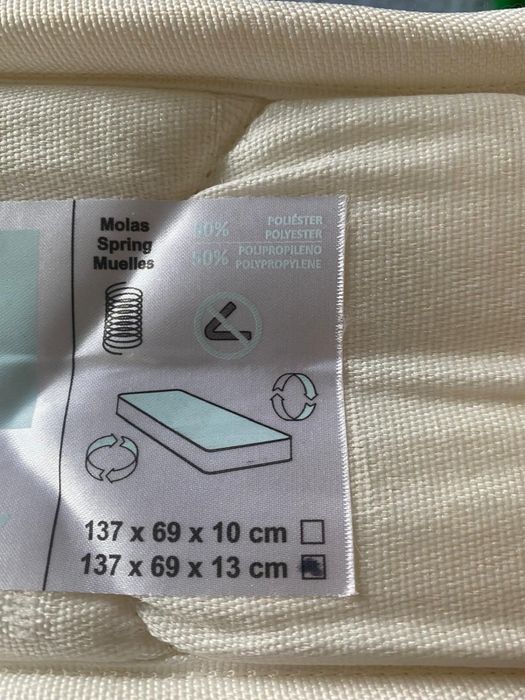 Molas
Spring
Muelles
50%
POLIÉSTER
POLYESTER
50%
POLIPROPILENO
POLYPROPYLENE
137 x 69 x 10 cm
137 x 69 x 13 cm